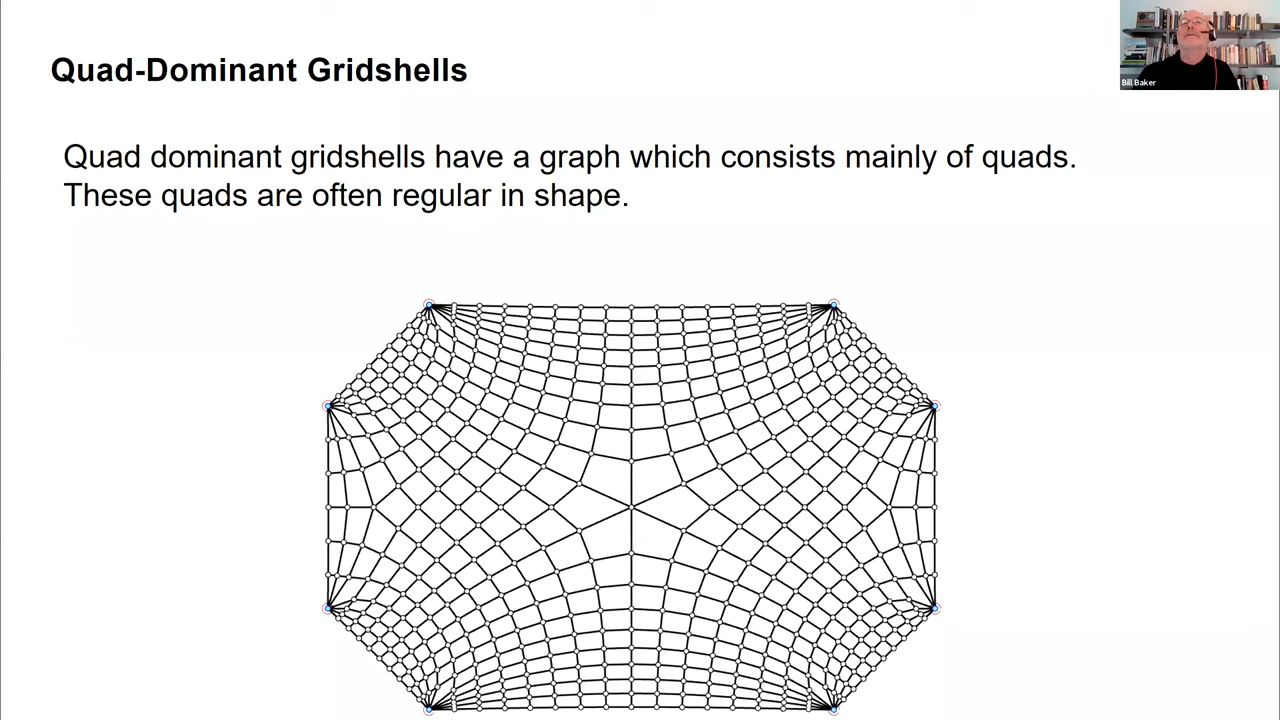 Quad-Dominant Gridshells
Bill Baker
Quad dominant gridshells have a graph which consists mainly of quads.
These quads are often regular in shape.